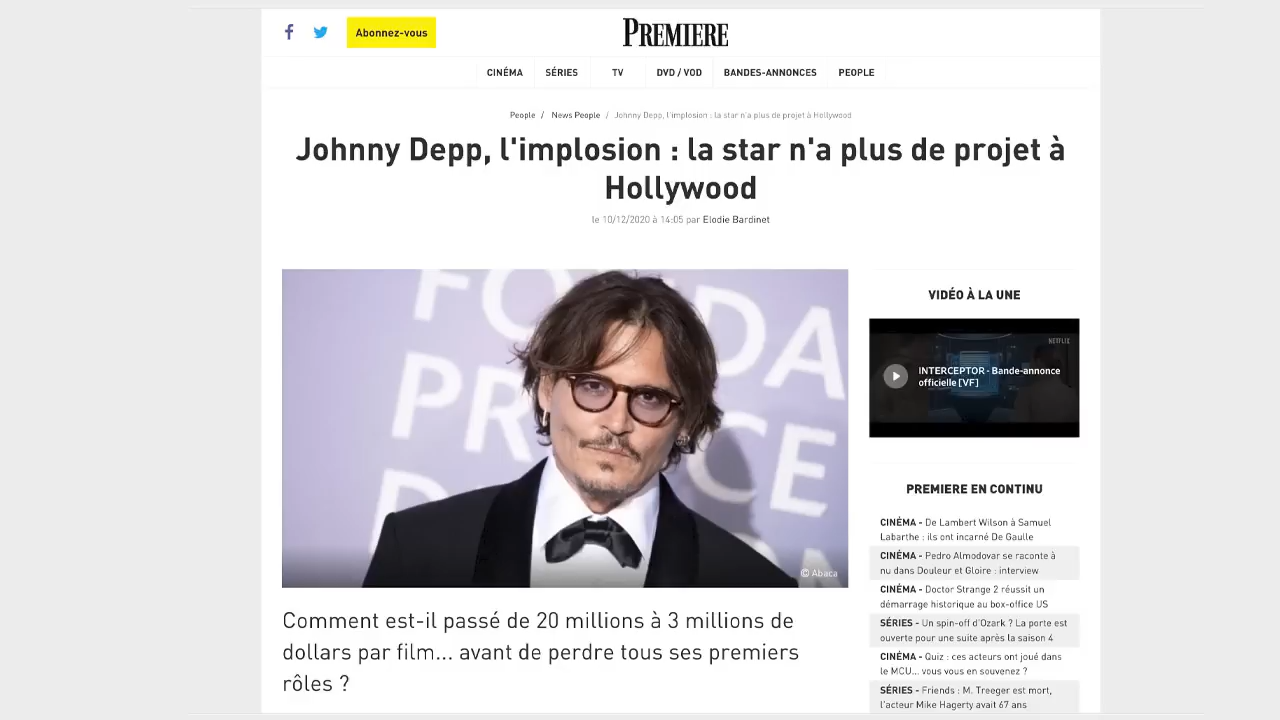 Abonnez-vous
PREMIERE
CINÉMA
SÉRIES
TV
DVD / VOD
BANDES-ANNONCES
PEOPLE
People / News People / Johnny Depp, l'implosion : la star n'a plus de projet à Hollywood
Johnny Depp, l'implosion : la star n'a plus de projet à
Hollywood
le 10/12/2020 à 14:05 par Elodie Bardinet
FONDA
PRINCE
© Abaca
Comment est-il passé de 20 millions à 3 millions de
dollars par film... avant de perdre tous ses premiers
rôles ?
VIDÉO À LA UNE
NETFLIX
INTERCEPTOR - Bande-annonce
officielle [VF]
PREMIERE EN CONTINU
CINÉMA - De Lambert Wilson à Samuel
Labarthe : ils ont incarné De Gaulle
CINÉMA - Pedro Almodovar se raconte à
nu dans Douleur et Gloire : interview
CINÉMA - Doctor Strange 2 réussit un
démarrage historique au box-office US
SÉRIES - Un spin-off d'Ozark ? La porte est
ouverte pour une suite après la saison 4
CINÉMA - Quiz : ces acteurs ont joué dans
le MCU... vous vous en souvenez ?
SÉRIES - Friends : M. Treeger est mort,
l'acteur Mike Hagerty avait 67 ans